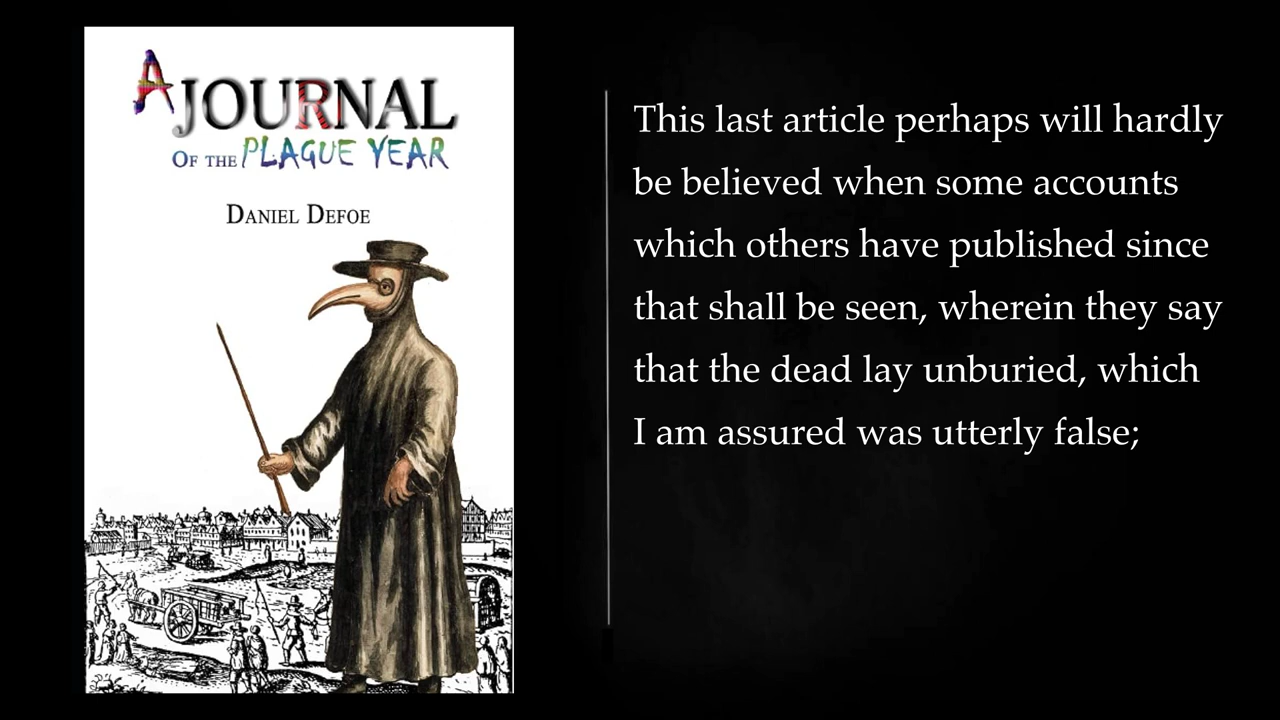 A JOURNAL
OF THE PLAGUE YEAR
DANIEL DEFOE
This last article perhaps will hardly
be believed when some accounts
which others have published since
that shall be seen, wherein they say
that the dead lay unburied, which
I am assured was utterly false;